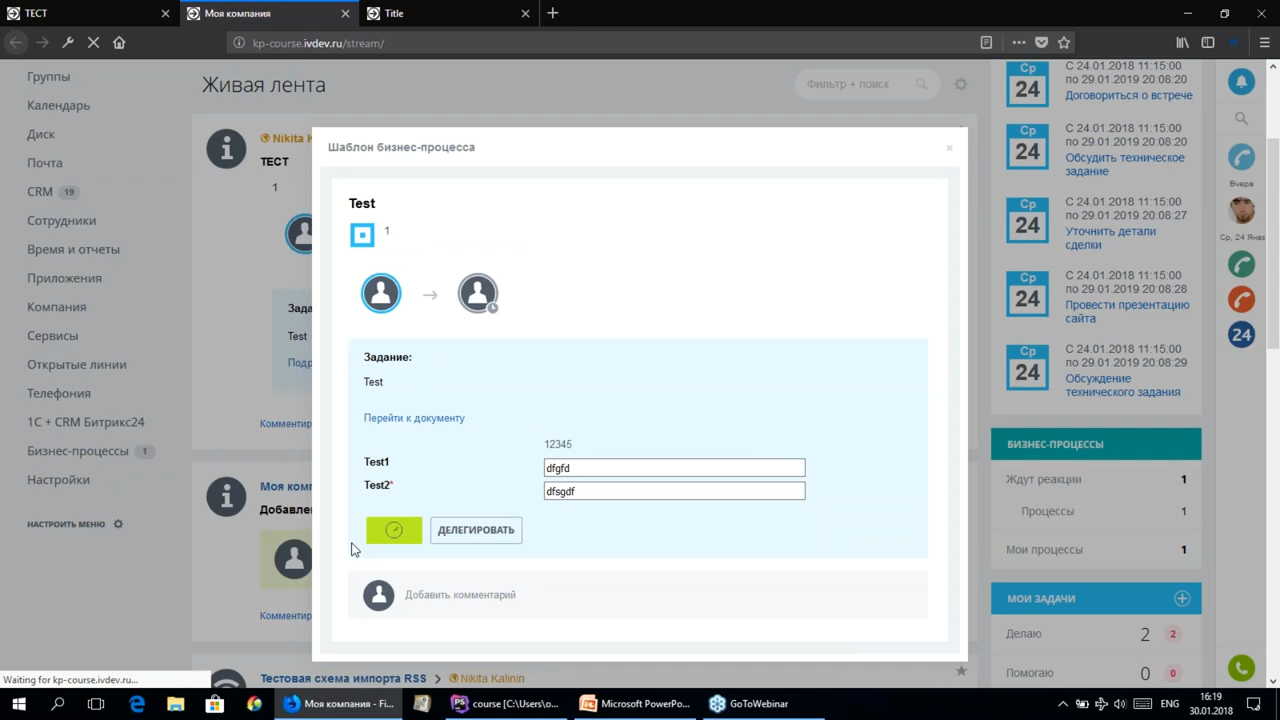 ТЕСТ
Моя компания
Title
kp-course.ivdev.ru/stream/
Группы
Календарь
Диск
Почта
CRM 19
Сотрудники
Время и отчеты
Приложения
Компания
Сервисы
Открытые линии
Телефония
1С + CRM Битрикс24
Бизнес-процессы 1
Настройки
НАСТРОИТЬ МЕНЮ
Живая лента
Фильтр + поиск
Nikita K
ТЕСТ
1
Зада
Test
Подр
Комментир
Моя комп
Добавле
Комментир
Тестовая схема импорта RSS > Nikita Kalinin
Шаблон бизнес-процесса
Test
1
Задание:
Test
Перейти к документу
12345
Test1 dfgfd
Test2* dfsgdf
ДЕЛЕГИРОВАТЬ
Добавить комментарий
Ср
24
С 24.01.2018 11:15:00
по 29.01.2019 20:08:20
Договориться о встрече
Ср
24
С 24.01.2018 11:15:00
по 29.01.2019 20:08:20
Обсудить техническое
задание
Ср
24
С 24.01.2018 11:15:00
по 29.01.2019 20:08:27
Уточнить детали
сделки
Ср
24
С 24.01.2018 11:15:00
по 29.01.2019 20:08:28
Провести презентацию
сайта
Ср
24
С 24.01.2018 11:15:00
по 29.01.2019 20:08:29
Обсуждение
технического задания
БИЗНЕС-ПРОЦЕССЫ
Ждут реакции 1
Процессы 1
Мои процессы 1
МОИ ЗАДАЧИ
Делаю 2 2
Помогаю 0 0
Вчера
Ср, 24 Янва
24
Waiting for kp-course.ivdev.ru...
Моя компания - Fi...
course [C:\Users\o...
Microsoft PowerPo...
GoToWebinar
ENG
16:19
30.01.2018